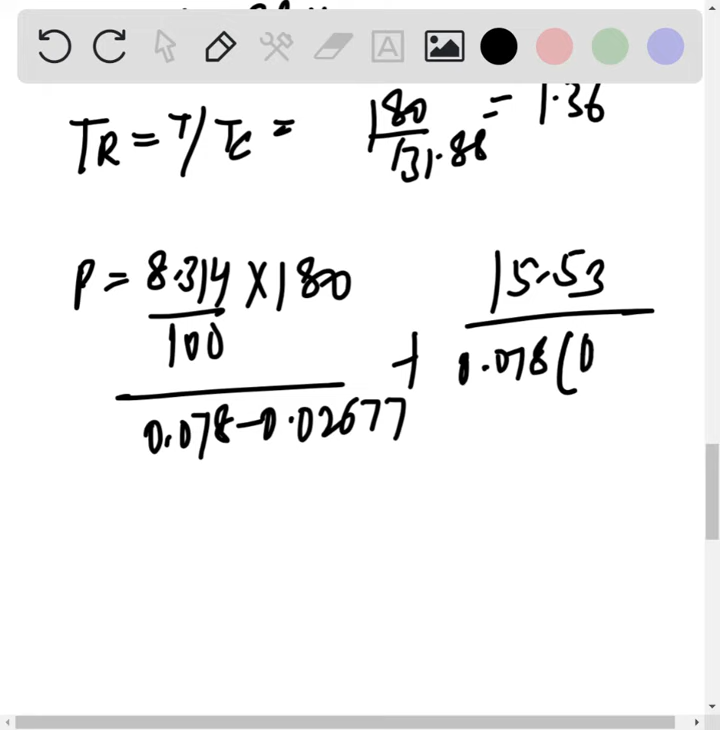 TR = T/TC = 180/131.88 = 1.36
P = 8.314/100 × 180 / 0.078-0.02677 + 15.53 / 0.078(0